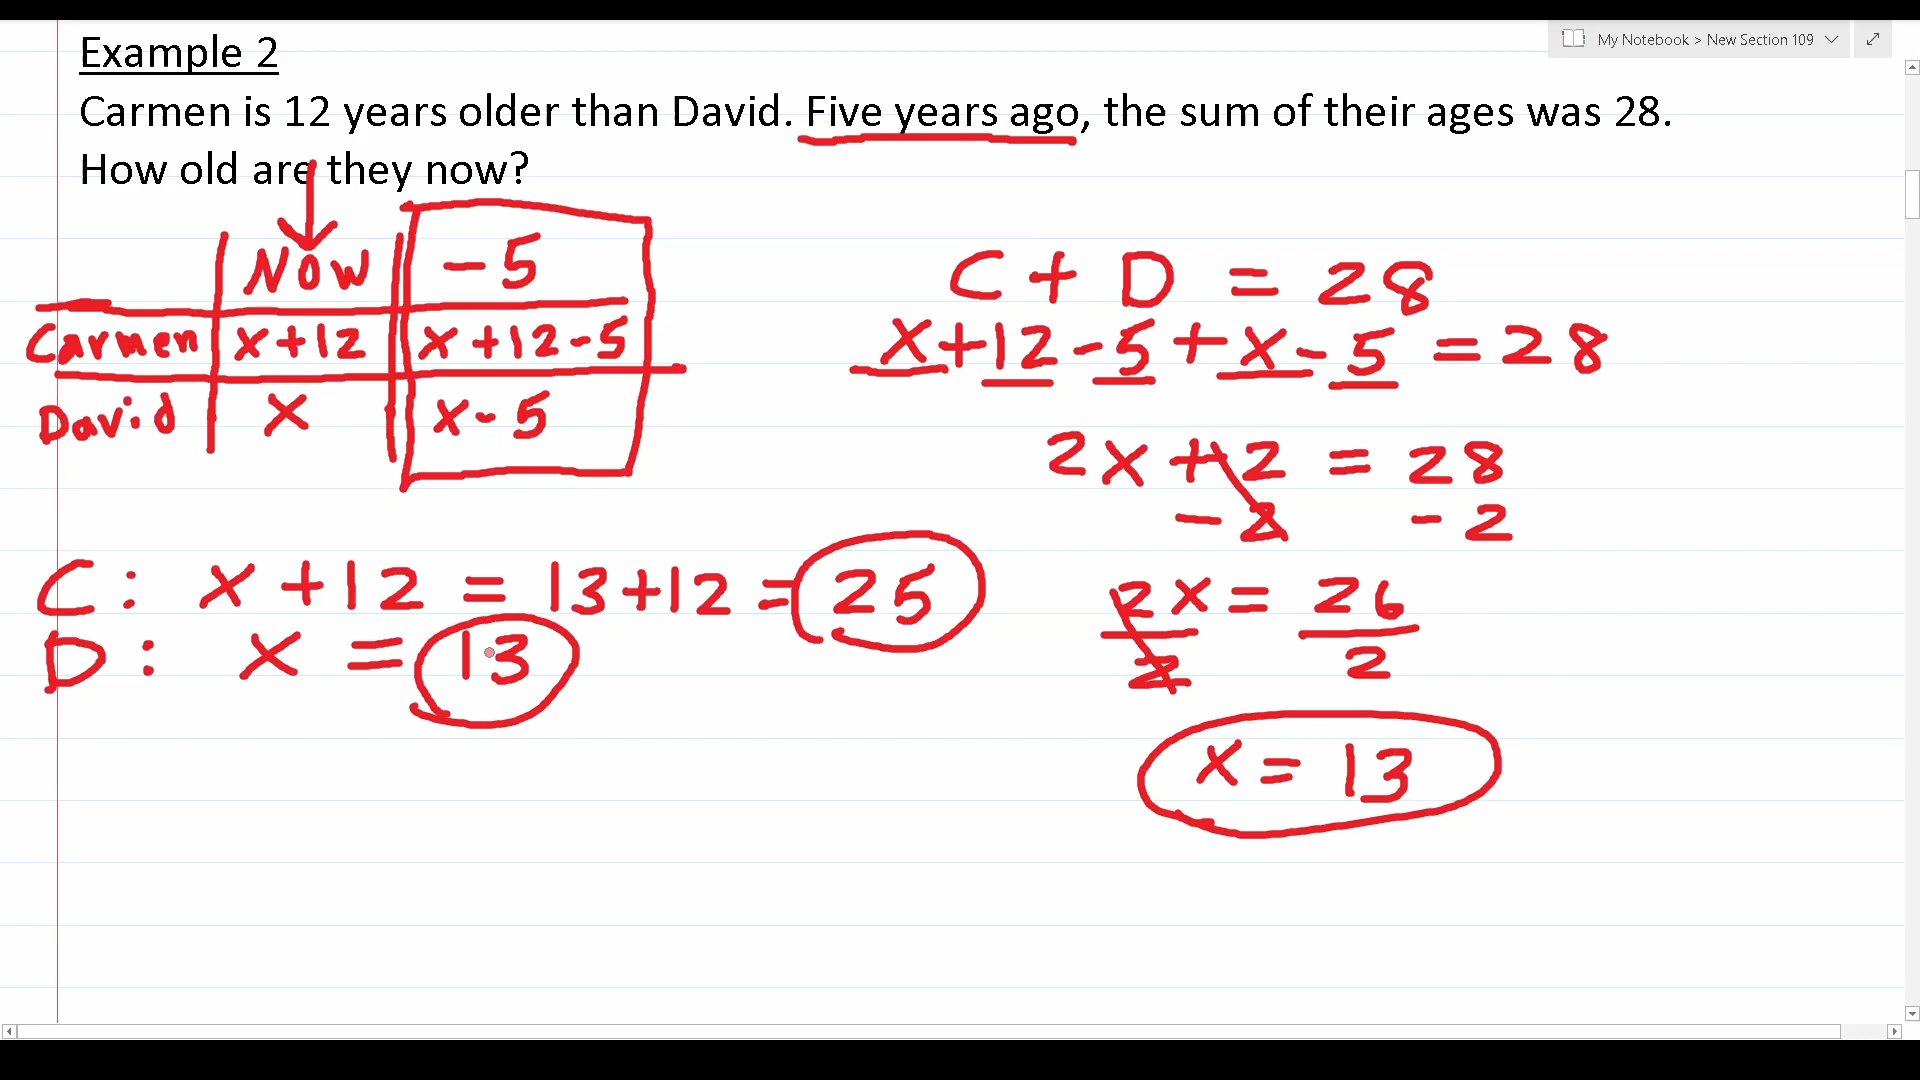 Example 2
My Notebook > New Section 109
Carmen is 12 years older than David. Five years ago, the sum of their ages was 28.
How old are they now?
NOW -5
Carmen x+12 x+12-5
David x x-5
C + D = 28
x+12-5+x-5=28
2x+2 = 28
-2 -2
2x = 26
2 2
x = 13
C: x+12 = 13+12 = 25
D: x = 13